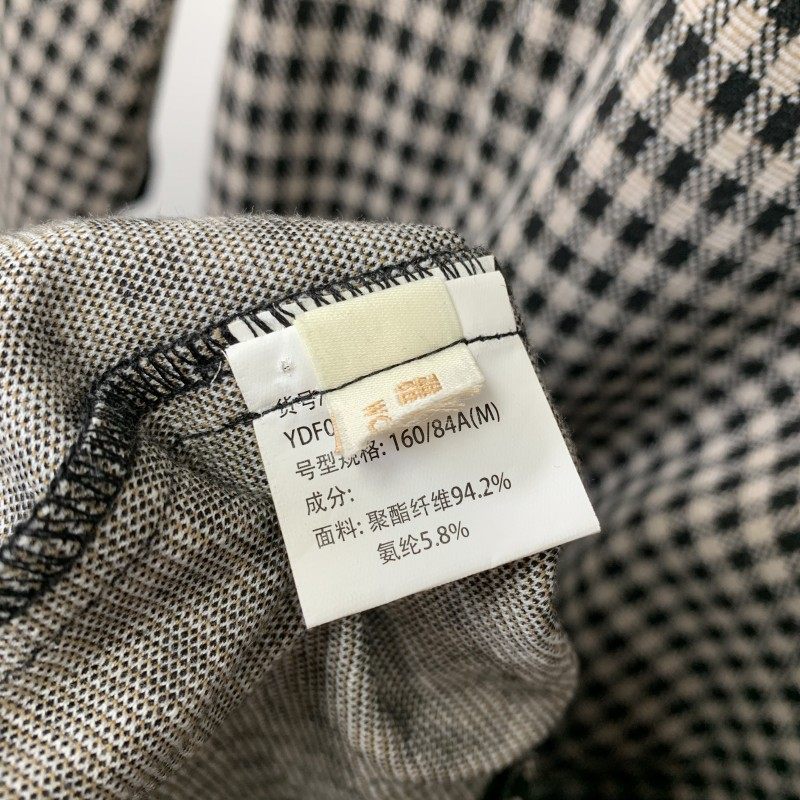 货号
YDF0
号型规格: 160/84A(M)
成分:
面料: 聚酯纤维94.2%
氨纶5.8%